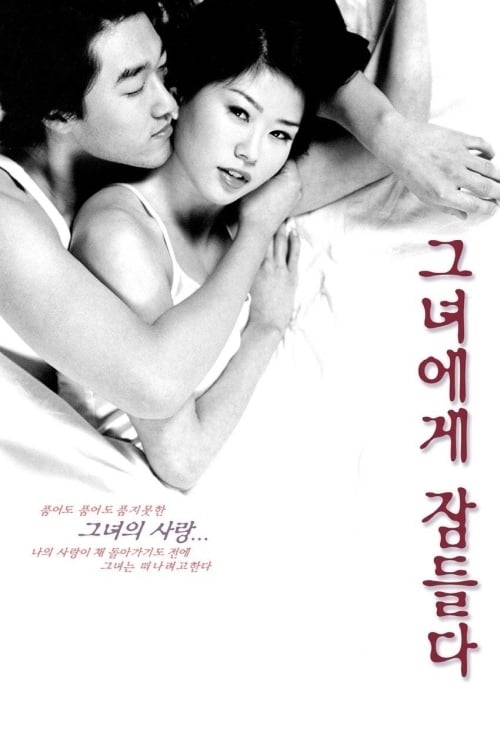 그녀에게 잠들다
품어도 품어도 품지못한
그녀의 사랑...
나의 사랑이 채 돌아가기도 전에
그녀는 떠나려고한다